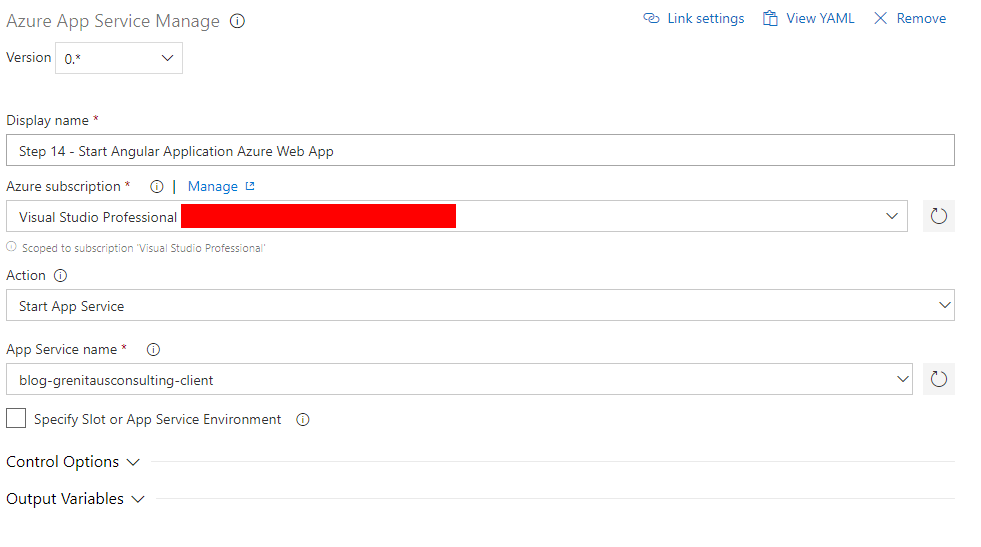 Azure App Service Manage
Link settings
View YAML
Remove
Version 0.*
Display name *
Step 14 - Start Angular Application Azure Web App
Azure subscription * | Manage
Visual Studio Professional
Scoped to subscription 'Visual Studio Professional'
Action
Start App Service
App Service name *
blog-grenitausconsulting-client
Specify Slot or App Service Environment
Control Options
Output Variables